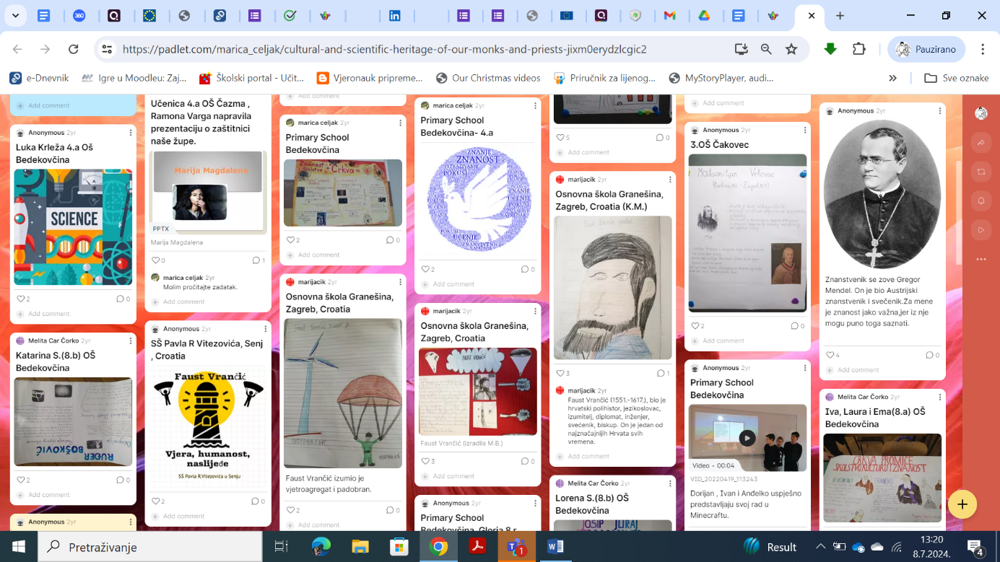 https://padlet.com/marica_celjak/cultural-and-scientific-heritage-of-our-monks-and-priests-jixm0erydzlcgic2
Pauzirano
e-Dnevnik
Igre u Moodleu: Zaj...
Školski portal - Učit...
Vjeronauk pripreme...
Our Christmas videos
Priručnik za lijenog...
MyStoryPlayer, audi...
Sve oznake
Add comment
Anonymous 2yr
Luka Krleža 4.a Oš
Bedekovčina
SCIENCE
2
0
Add comment
Melita Car Čorko 2yr
Katarina S.(8.b) OŠ
Bedekovčina
RUĐER
BOŠKOVIĆ
2
0
Add comment
Anonymous 2yr
Učenica 4.a OŠ Čazma ,
Ramona Varga napravila
prezentaciju o zaštitnici
naše župe.
Marija Magdalena
PPTX
Marija Magdalena
0
1
marica celjak 2yr
Molim pročitajte zadatak.
Add comment
Anonymous 2yr
SŠ Pavla R Vitezovića, Senj
, Croatia
Faust Vrančić
Vjera, humanost,
naslijeđe
SŠ Pavla R.Vitezovića u Senju
2
0
Add comment
Add comment
marica celjak 2yr
Primary School
Bedekovčina
Znanost
Crkva
2
0
Add comment
marijacik 2yr
Osnovna škola Granešina,
Zagreb, Croatia
Faust Vrančić izumio je
vjetroagregat i padobran.
2
0
Add comment
marica celjak 2yr
Primary School
Bedekovčina- 4.a
ZNANJE
ZNANOST
ISTRAŽIVANJE
POKUSI
UČENJE
2
0
Add comment
marijacik 2yr
Osnovna škola Granešina,
Zagreb, Croatia
FAUST VRANČIĆ
Faust Vrančić (Izradila M.B.)
3
0
Add comment
Anonymous 2yr
Primary School
Bedekovčina, Gloria 8.r
5
0
Add comment
marijacik 2yr
Osnovna škola Granešina,
Zagreb, Croatia (K.M.)
3
1
marijacik 2yr
Faust Vrančić (1551.-1617.), bio je
hrvatski polihistor, jezikoslovac,
izumitelj, diplomat, inženjer,
svećenik, biskup. On je jedan od
najznačajnijih Hrvata svih
vremena.
Add comment
Melita Car Čorko 2yr
Lorena S.(8.b) OŠ
Bedekovčina
JOSIP JURAJ
Add comment
Anonymous 2yr
3.OŠ Čakovec
Maksimilijan Vrhovac
2
0
Add comment
Anonymous 2yr
Primary School
Bedekovčina
Video • 00:04
VID_20220419_113243
Dorijan , Ivan i Anđelko uspješno
predstavljaju svoj rad u
Minecraftu.
Anonymous 2yr
Znanstvenik se zove Gregor
Mendel. On je bio Austrijski
znanstvenik i svečenik.Za mene
je znanost jako važna,jer iz nje
mogu puno toga saznati.
4
0
Add comment
Melita Car Čorko 2yr
Iva, Laura i Ema(8.a) OŠ
Bedekovčina
CRKVA PROMIČE
ŠKOLSTVO KULTURU I ZNANOST
Pretraživanje
Result
13:20
8.7.2024.